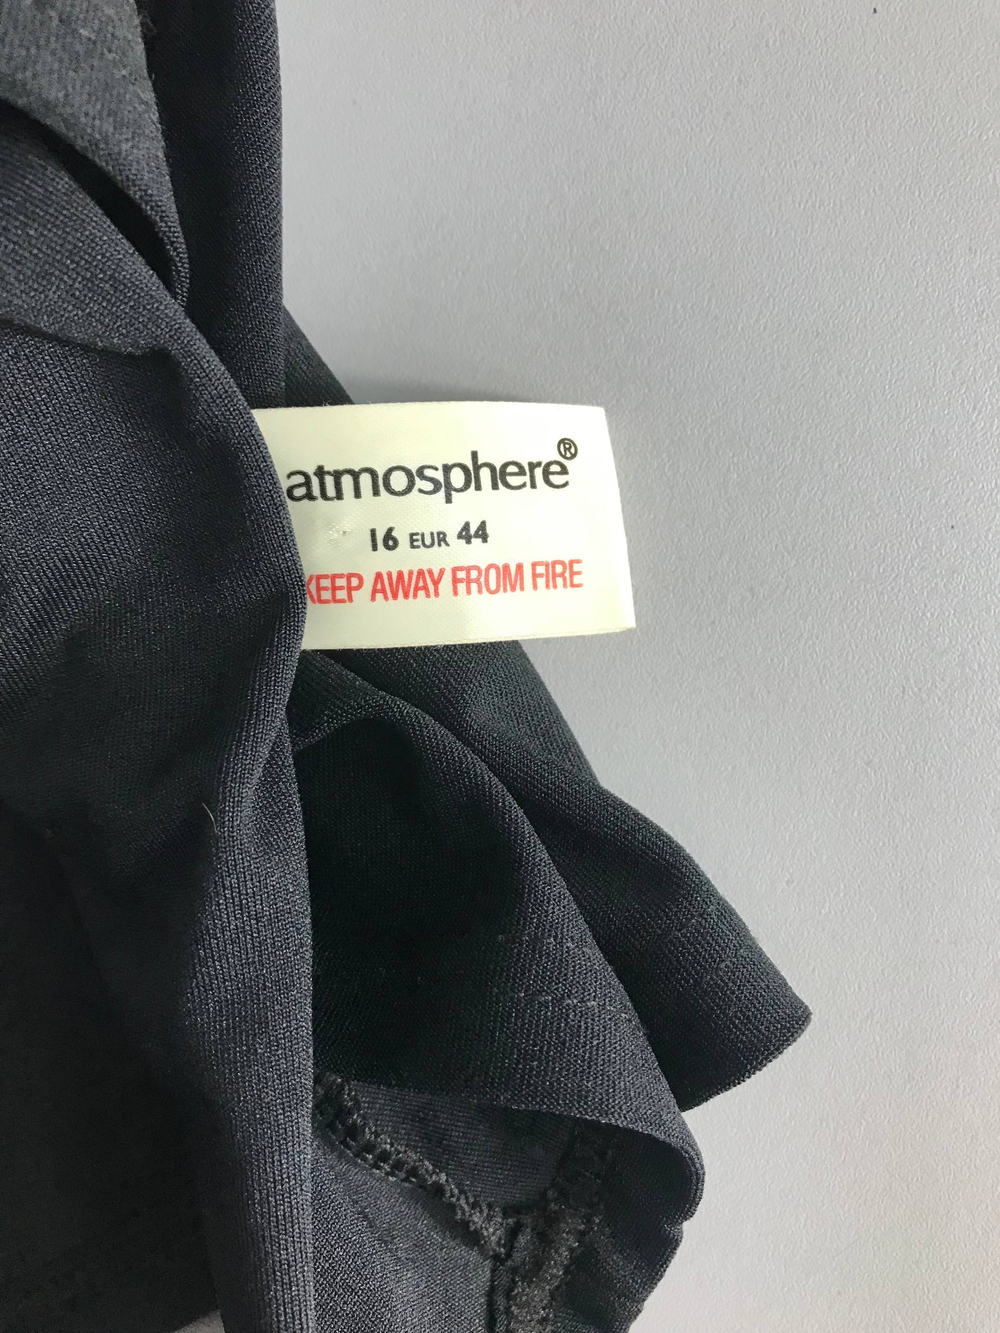 atmosphere®
16 EUR 44
KEEP AWAY FROM FIRE